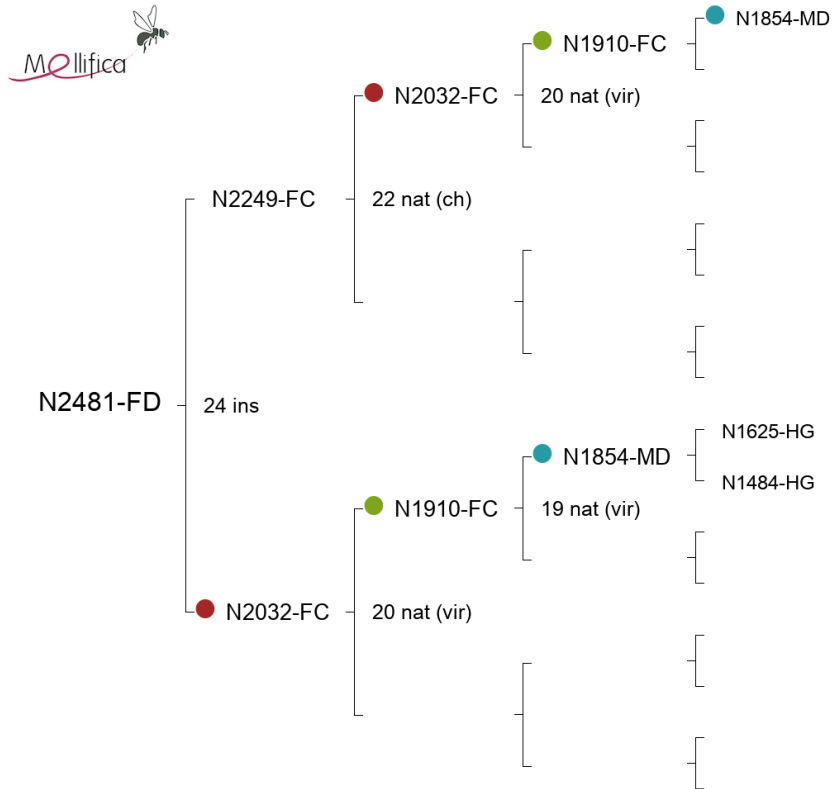 Mellifica
N1854-MD
N1910-FC
N2032-FC
20 nat (vir)
N2249-FC
22 nat (ch)
N2481-FD
24 ins
N1625-HG
N1854-MD
N1484-HG
N1910-FC
19 nat (vir)
N2032-FC
20 nat (vir)